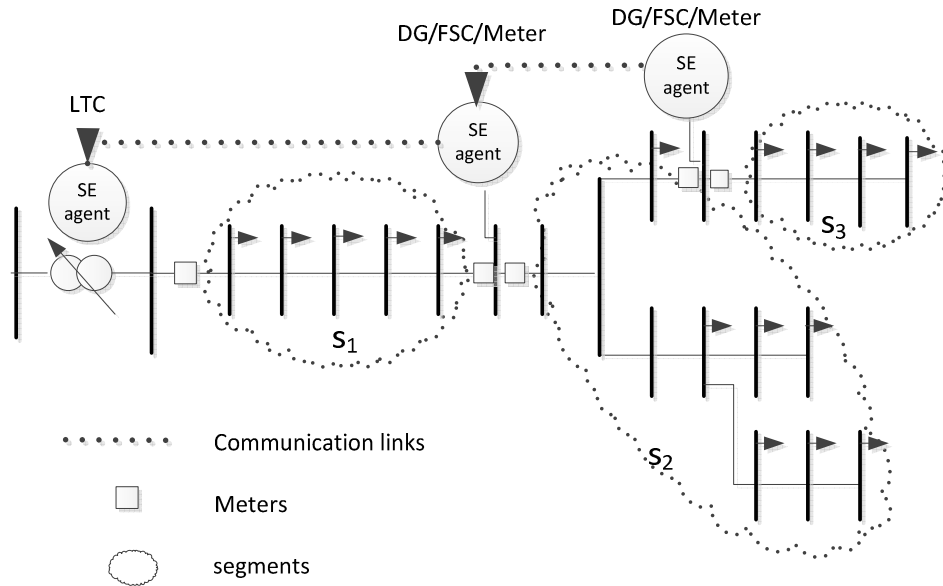 DG/FSC/Meter
DG/FSC/Meter
SE
agent
LTC
SE
agent
SE
agent
S3
S1
S2
Communication links
Meters
segments